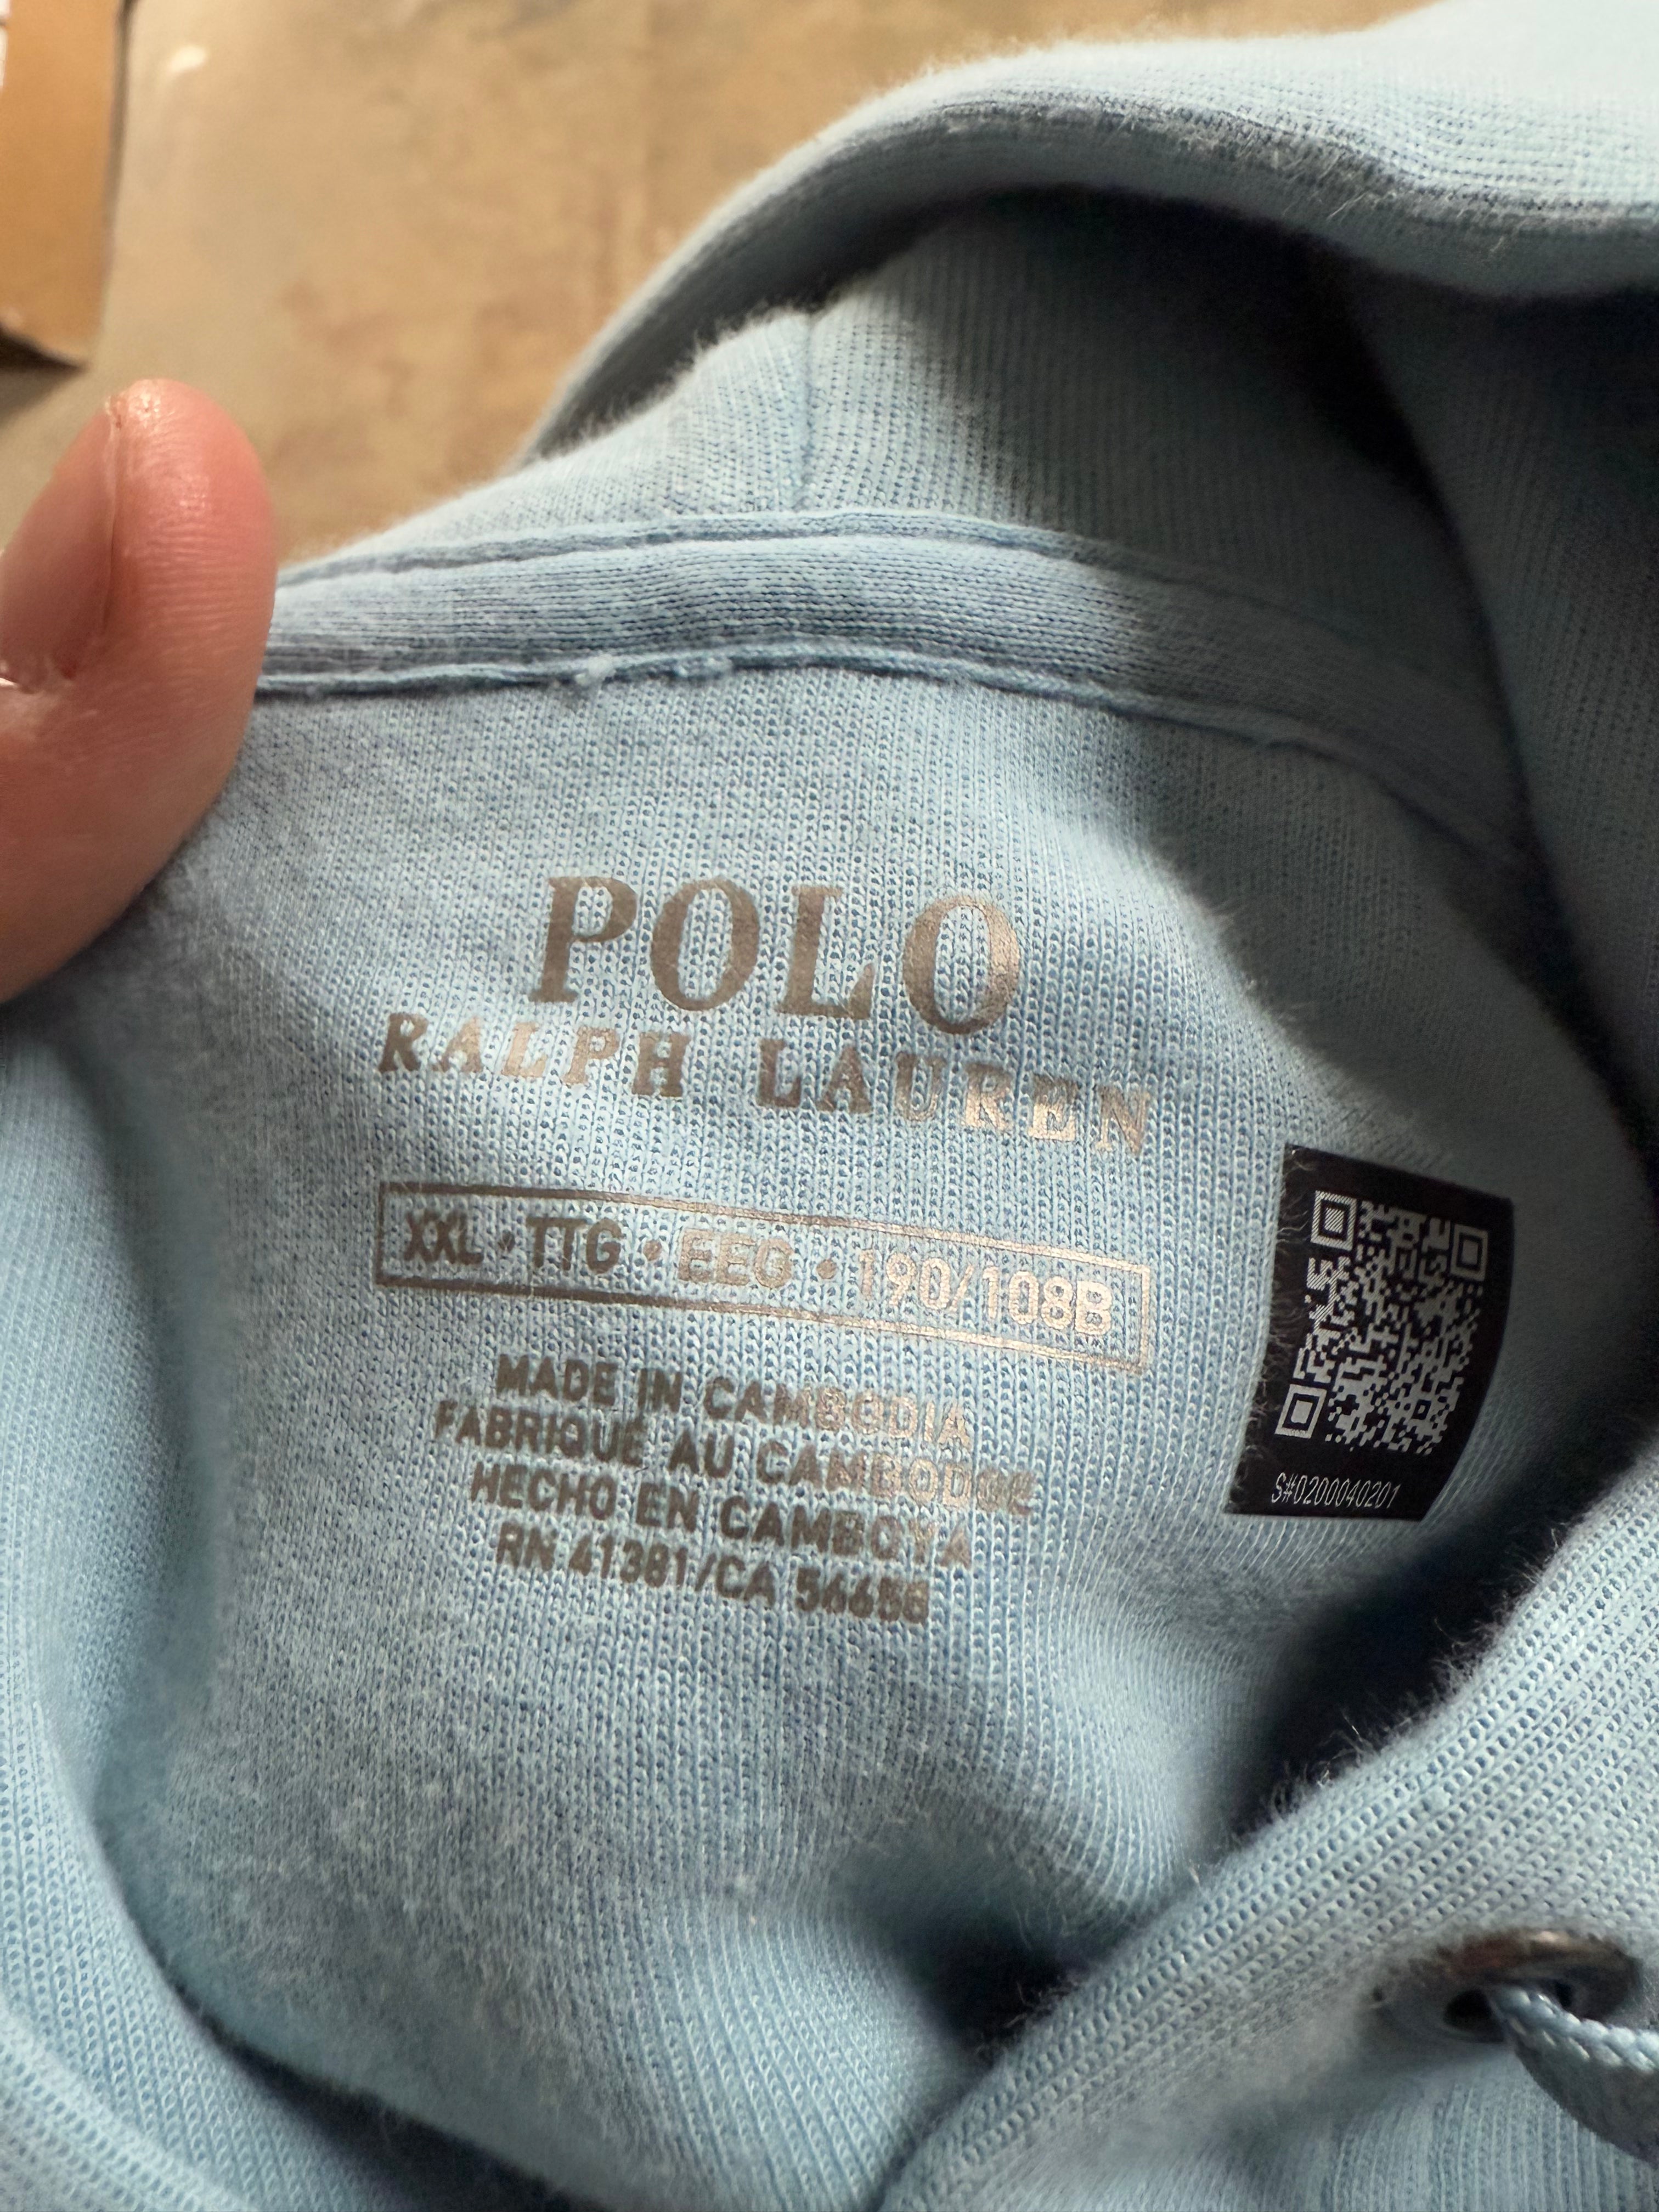 POLO
RALPH LAUREN
XXL • TTG • EEG • 190/108B
MADE IN CAMBODIA
FABRIQUÉ AU CAMBODGE
HECHO EN CAMBOYA
RN 41381/CA 56656
S#0200040201